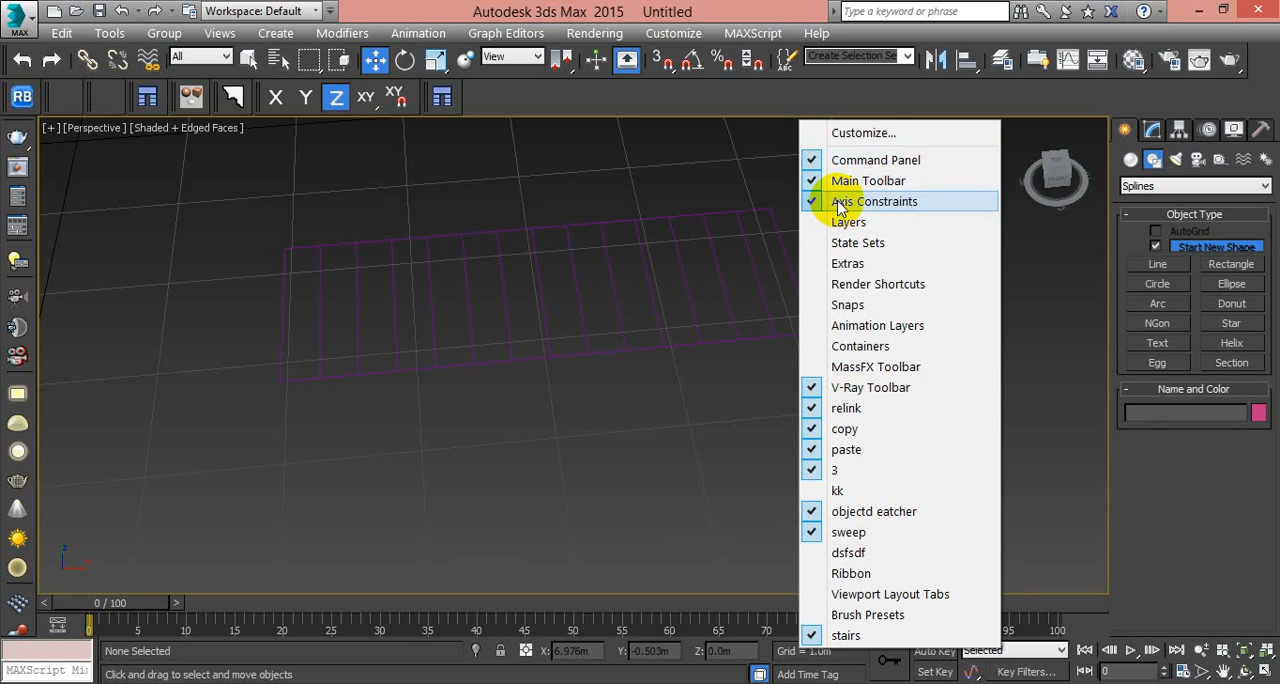 Workspace: Default
Autodesk 3ds Max 2015 Untitled
Type a keyword or phrase
MAX
Edit Tools Group Views Create Modifiers Animation Graph Editors Rendering Customize MAXScript Help
All
View
3
Create Selection Se
RB
X Y Z XY XY
[+] [Perspective ] [Shaded + Edged Faces ]
Customize...
Command Panel
Main Toolbar
Axis Constraints
Layers
State Sets
Extras
Render Shortcuts
Snaps
Animation Layers
Containers
MassFX Toolbar
V-Ray Toolbar
relink
copy
paste
3
kk
objectd eatcher
sweep
dsfsdf
Ribbon
Viewport Layout Tabs
Brush Presets
stairs
Splines
- Object Type
AutoGrid
Start New Shape
Line Rectangle
Circle Ellipse
Arc Donut
NGon Star
Text Helix
Egg Section
- Name and Color
z
x
< 0 / 100 >
0 5 10 15 20 25 30 35 40 45 50 55 60 65 70 95 100
None Selected
X: 6.976m Y: -0.503m Z: 0.0m
Grid = 1.0m
Auto Key Selected
MAXScript Mi
Click and drag to select and move objects
Add Time Tag
Set Key Key Filters...
0